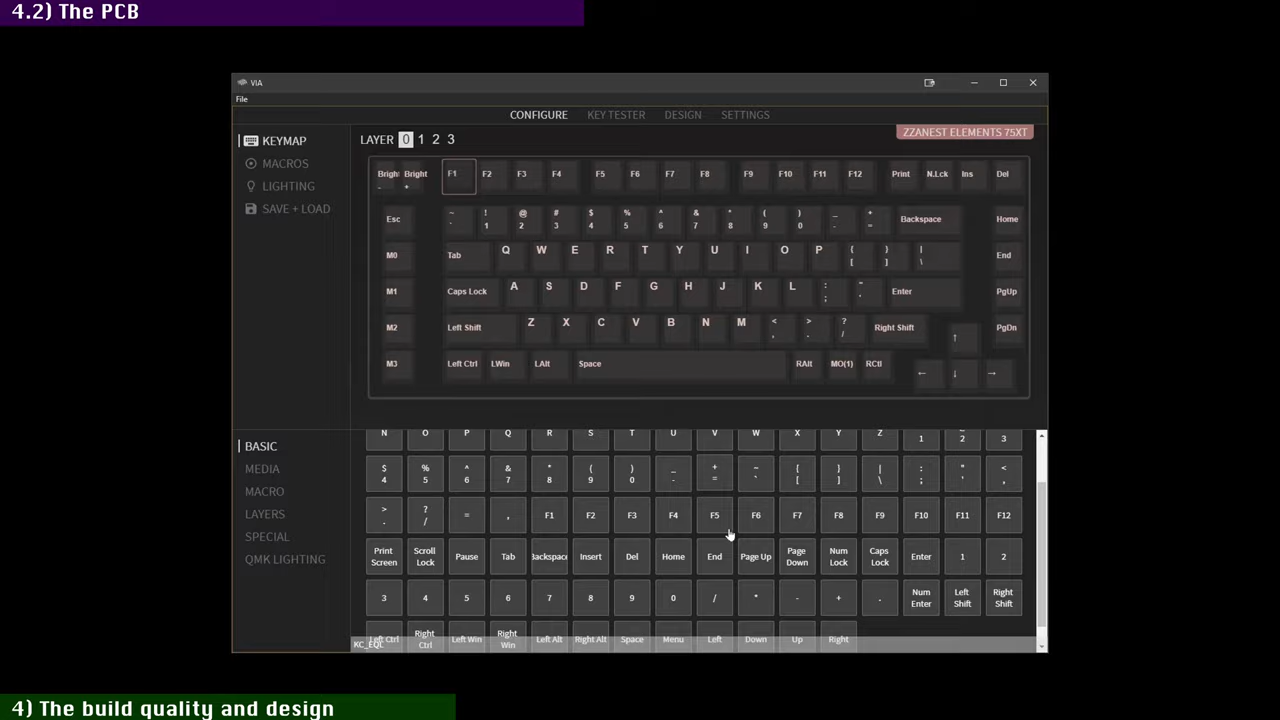 4.2) The PCB
VIA
File
CONFIGURE KEY TESTER DESIGN SETTINGS
KEYMAP
MACROS
LIGHTING
SAVE + LOAD
LAYER 0 1 2 3
ZZANEST ELEMENTS 75XT
Bright - Bright + F1 F2 F3 F4 F5 F6 F7 F8 F9 F10 F11 F12 Print N.Lck Ins Del
Esc ~ ` ! 1 @ 2 # 3 $ 4 % 5 ^ 6 & 7 * 8 ( 9 ) 0 _ - + = Backspace Home
M0 Tab Q W E R T Y U I O P { [ } ] | \ End
M1 Caps Lock A S D F G H J K L : ; " ' Enter PgUp
M2 Left Shift Z X C V B N M < , > . ? / Right Shift ↑ PgDn
M3 Left Ctrl LWin LAlt Space RAlt MO(1) RCtl ← ↓ →
BASIC
MEDIA
MACRO
LAYERS
SPECIAL
QMK LIGHTING
N O P Q R S T U V W X Y Z 1 ~ 2 3
$ 4 % 5 ^ 6 & 7 * 8 ( 9 ) 0 _ - + = ~ ` { [ } ] | \ : ; " ' < ,
> . ? / = , F1 F2 F3 F4 F5 F6 F7 F8 F9 F10 F11 F12
Print Screen Scroll Lock Pause Tab Backspace Insert Del Home End Page Up Page Down Num Lock Caps Lock Enter 1 2
3 4 5 6 7 8 9 0 / * - + . Num Enter Left Shift Right Shift
Left Ctrl Right Ctrl Left Win Right Win Left Alt Right Alt Space Menu Left Down Up Right
KC_EQL
4) The build quality and design